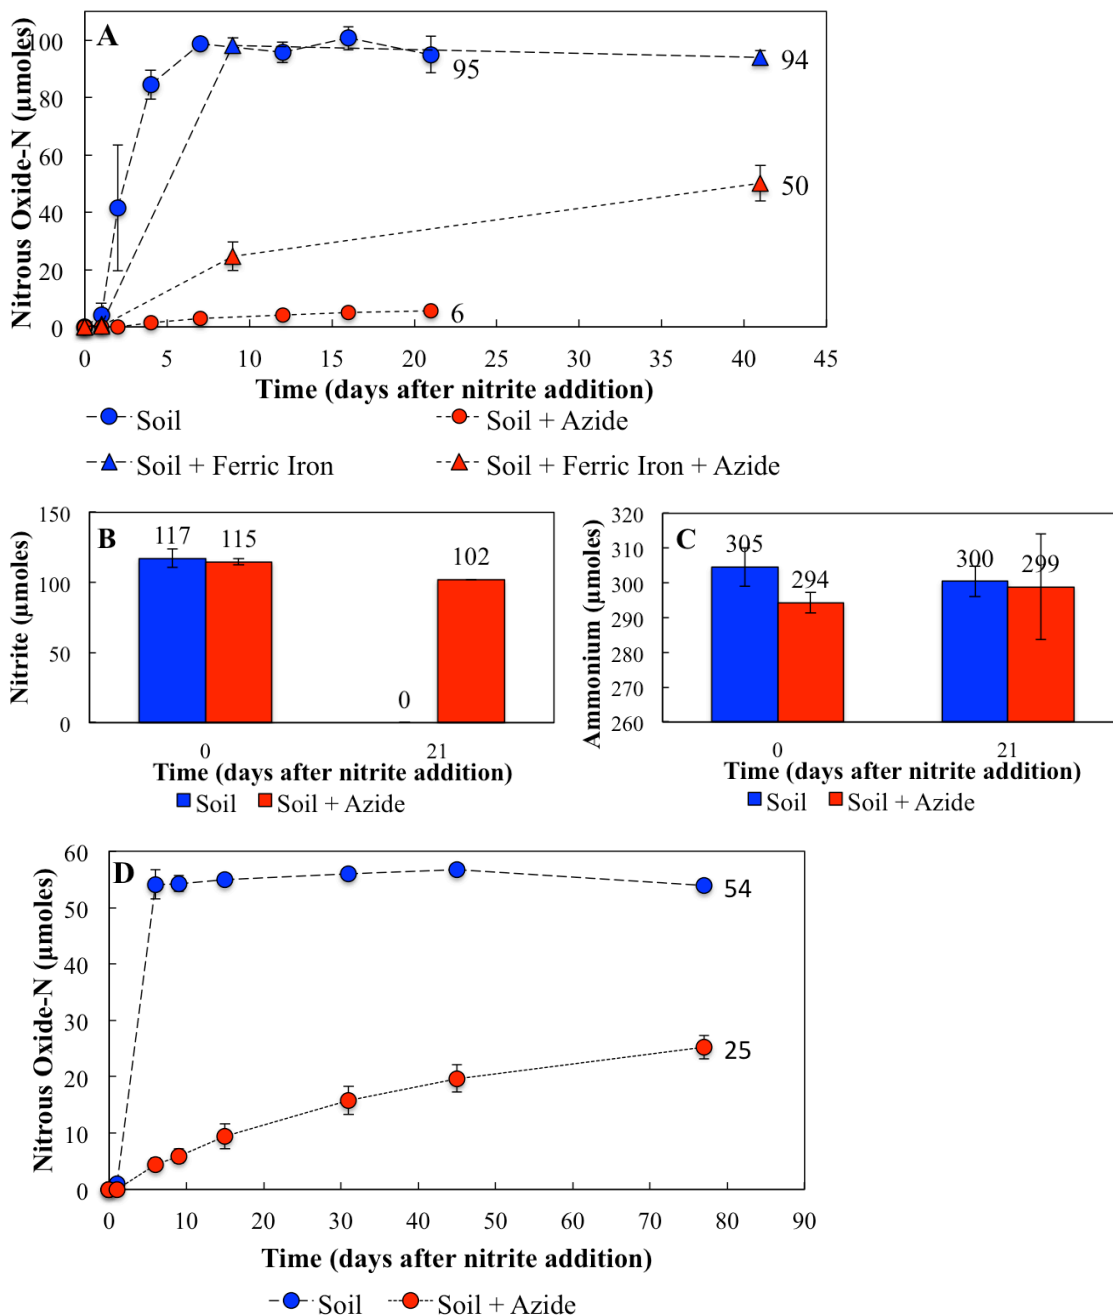 A
Nitrous Oxide-N (µmoles)
100
80
60
40
20
0
95
94
50
6
0 5 10 15 20 25 30 35 40 45
Time (days after nitrite addition)
Soil
Soil + Azide
Soil + Ferric Iron
Soil + Ferric Iron + Azide
B
Nitrite (µmoles)
150
100
50
0
117
115
0
102
0 21
Time (days after nitrite addition)
Soil Soil + Azide
C
Ammonium (µmoles)
320
310
300
290
280
270
260
305
294
300
299
0 21
Time (days after nitrite addition)
Soil Soil + Azide
D
Nitrous Oxide-N (µmoles)
60
50
40
30
20
10
0
54
25
0 10 20 30 40 50 60 70 80 90
Time (days after nitrite addition)
Soil Soil + Azide